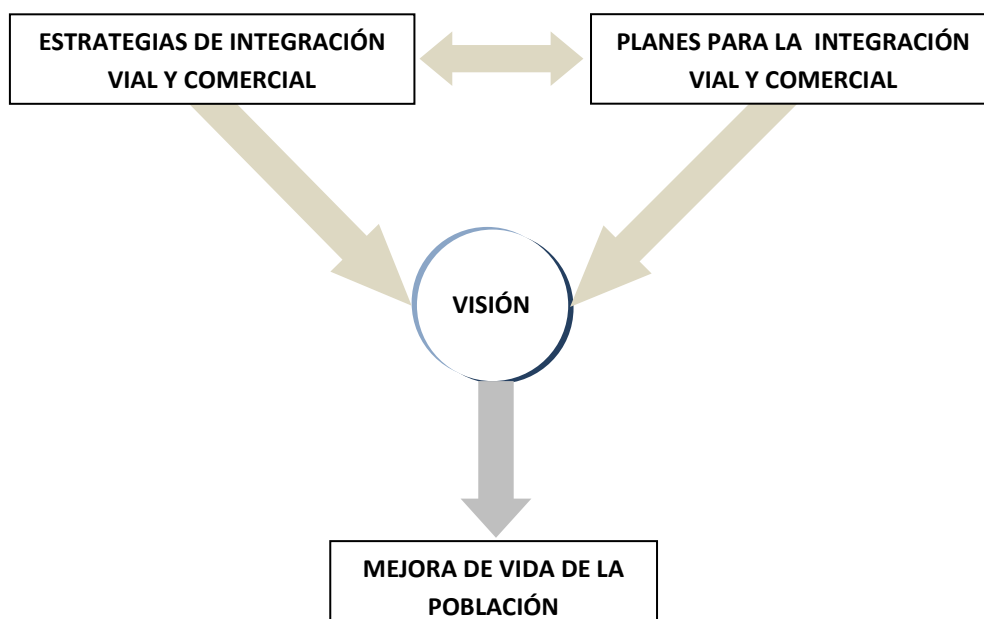 ESTRATEGIAS DE INTEGRACIÓN
VIAL Y COMERCIAL
PLANES PARA LA INTEGRACIÓN
VIAL Y COMERCIAL
VISIÓN
MEJORA DE VIDA DE LA
POBLACIÓN